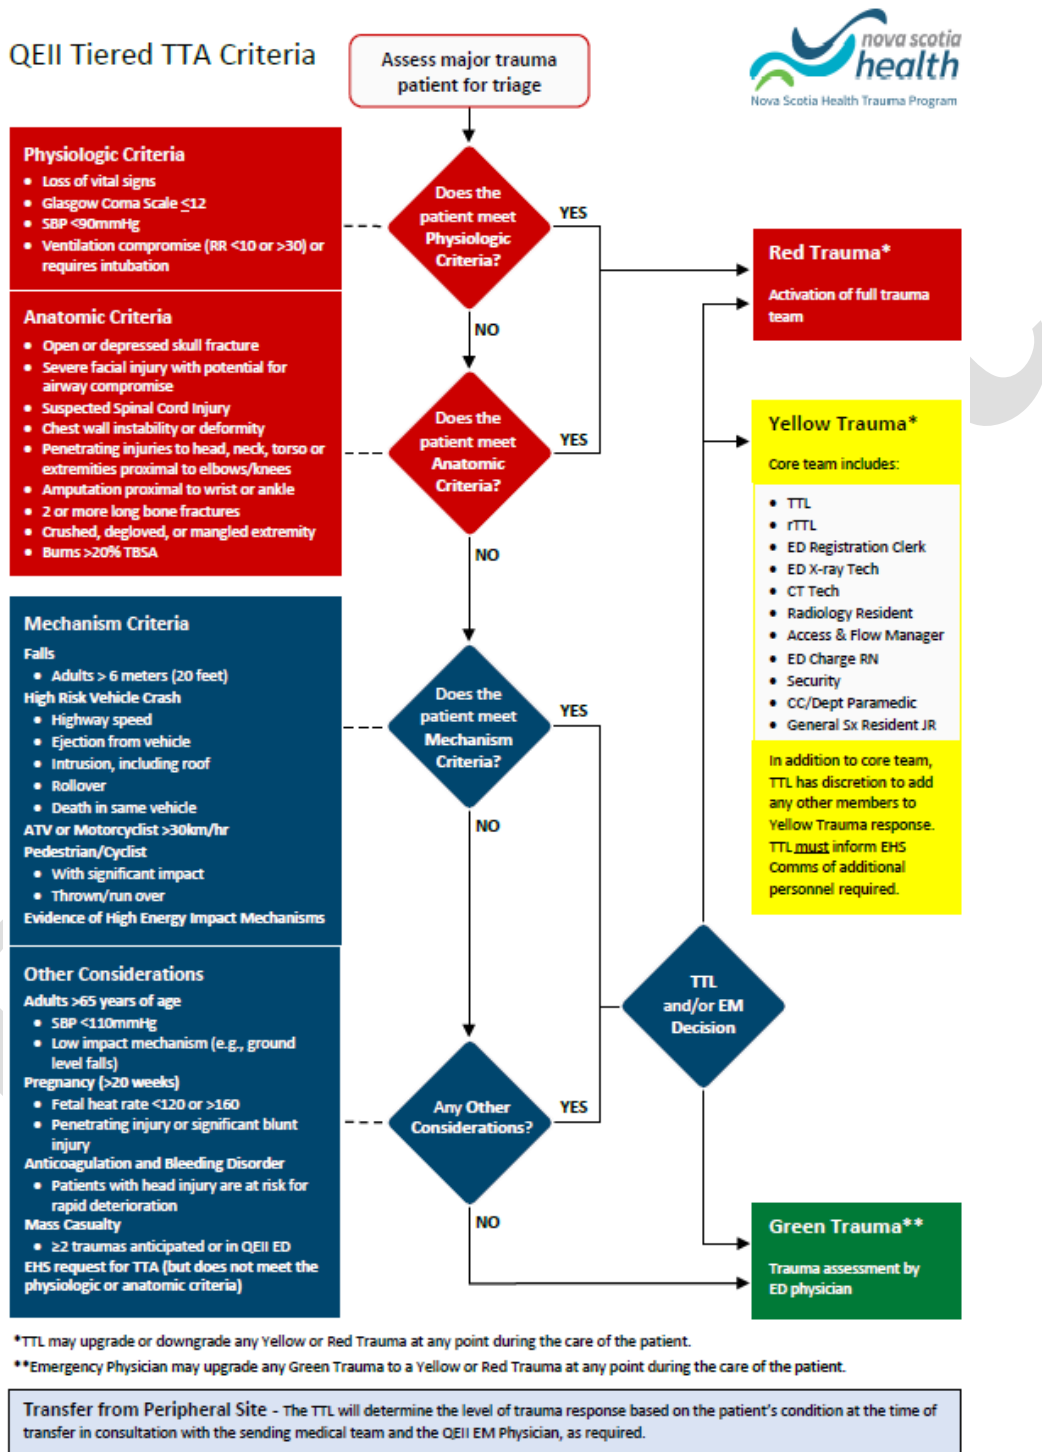 QEII Tiered TTA Criteria
Assess major trauma
patient for triage
nova scotia
health
Nova Scotia Health Trauma Program
Physiologic Criteria
• Loss of vital signs
• Glasgow Coma Scale ≤12
• SBP <90mmHg
• Ventilation compromise (RR <10 or >30) or
requires intubation
Does the
patient meet
Physiologic
Criteria?
YES
NO
Red Trauma*
Activation of full trauma
team
Anatomic Criteria
• Open or depressed skull fracture
• Severe facial injury with potential for
airway compromise
• Suspected Spinal Cord Injury
• Chest wall instability or deformity
• Penetrating injuries to head, neck, torso or
extremities proximal to elbows/knees
• Amputation proximal to wrist or ankle
• 2 or more long bone fractures
• Crushed, degloved, or mangled extremity
• Burns >20% TBSA
Does the
patient meet
Anatomic
Criteria?
YES
NO
Yellow Trauma*
Core team includes:
• TTL
• rTTL
• ED Registration Clerk
• ED X-ray Tech
• CT Tech
• Radiology Resident
• Access & Flow Manager
• ED Charge RN
• Security
• CC/Dept Paramedic
• General Sx Resident JR
In addition to core team,
TTL has discretion to add
any other members to
Yellow Trauma response.
TTL must inform EHS
Comms of additional
personnel required.
Mechanism Criteria
Falls
• Adults > 6 meters (20 feet)
High Risk Vehicle Crash
• Highway speed
• Ejection from vehicle
• Intrusion, including roof
• Rollover
• Death in same vehicle
ATV or Motorcyclist >30km/hr
Pedestrian/Cyclist
• With significant impact
• Thrown/run over
Evidence of High Energy Impact Mechanisms
Does the
patient meet
Mechanism
Criteria?
YES
NO
TTL
and/or EM
Decision
Other Considerations
Adults >65 years of age
• SBP <110mmHg
• Low impact mechanism (e.g., ground
level falls)
Pregnancy (>20 weeks)
• Fetal heat rate <120 or >160
• Penetrating injury or significant blunt
injury
Anticoagulation and Bleeding Disorder
• Patients with head injury are at risk for
rapid deterioration
Mass Casualty
• ≥2 traumas anticipated or in QEII ED
EHS request for TTA (but does not meet the
physiologic or anatomic criteria)
Any Other
Considerations?
YES
NO
Green Trauma**
Trauma assessment by
ED physician
*TTL may upgrade or downgrade any Yellow or Red Trauma at any point during the care of the patient.
**Emergency Physician may upgrade any Green Trauma to a Yellow or Red Trauma at any point during the care of the patient.
Transfer from Peripheral Site - The TTL will determine the level of trauma response based on the patient's condition at the time of
transfer in consultation with the sending medical team and the QEII EM Physician, as required.